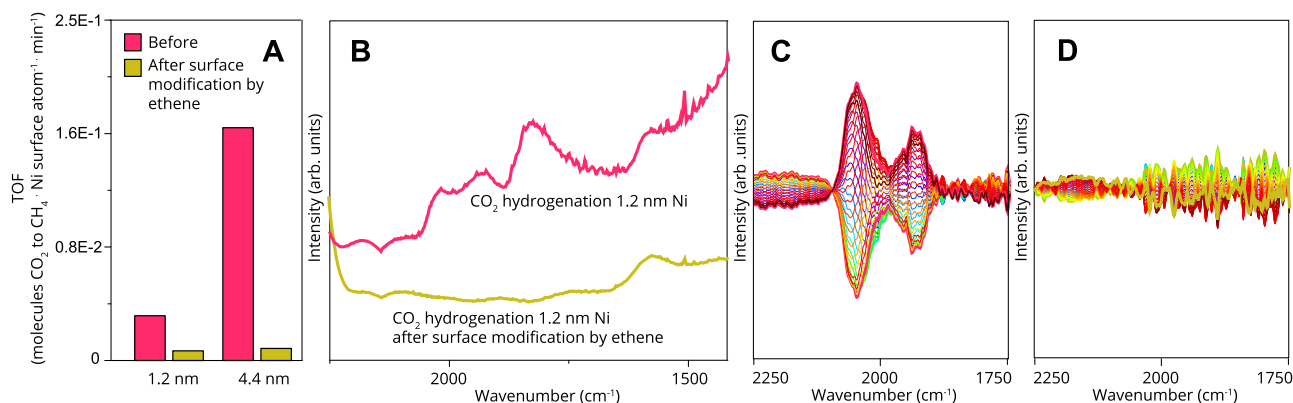 TOF
(molecules CO₂ to CH₄· Ni surface atom⁻¹· min⁻¹)
2.5E-1
1.6E-1
0.8E-2
0
Before
After surface
modification by
ethene
A
1.2 nm
4.4 nm
B
Intensity (arb. units)
CO₂ hydrogenation 1.2 nm Ni
CO₂ hydrogenation 1.2 nm Ni
after surface modification by ethene
2000
1500
Wavenumber (cm⁻¹)
C
Intensity (arb. units)
2250
2000
1750
Wavenumber (cm⁻¹)
D
Intensity (arb. units)
2250
2000
1750
Wavenumber (cm⁻¹)